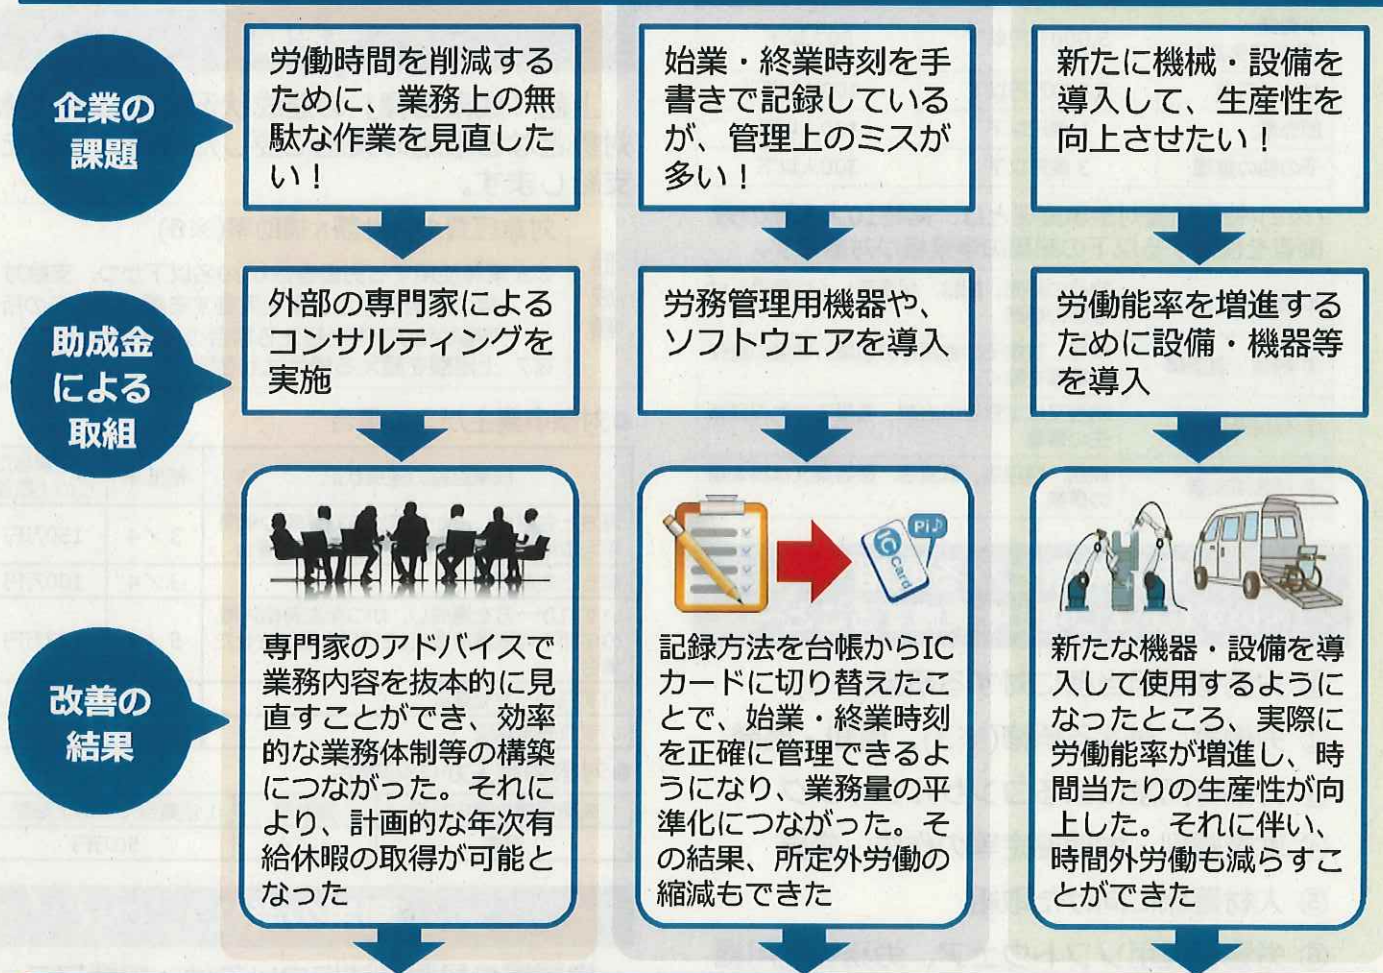 企業の
課題
労働時間を削減する
ために、業務上の無
駄な作業を見直した
い！
始業・終業時刻を手
書きで記録している
が、管理上のミスが
多い！
新たに機械・設備を
導入して、生産性を
向上させたい！
助成金
による
取組
外部の専門家による
コンサルティングを
実施
労務管理用機器や、
ソフトウェアを導入
労働能率を増進する
ために設備・機器等
を導入
改善の
結果
専門家のアドバイスで
業務内容を抜本的に見
直すことができ、効率
的な業務体制等の構築
につながった。それに
より、計画的な年次有
給休暇の取得が可能と
なった
IC
Card
Pi♪
記録方法を台帳からIC
カードに切り替えたこ
とで、始業・終業時刻
を正確に管理できるよ
うになり、業務量の平
準化につながった。そ
の結果、所定外労働の
縮減もできた
新たな機器・設備を導
入して使用するように
なったところ、実際に
労働能率が増進し、時
間当たりの生産性が向
上した。それに伴い、
時間外労働も減らすこ
とができた